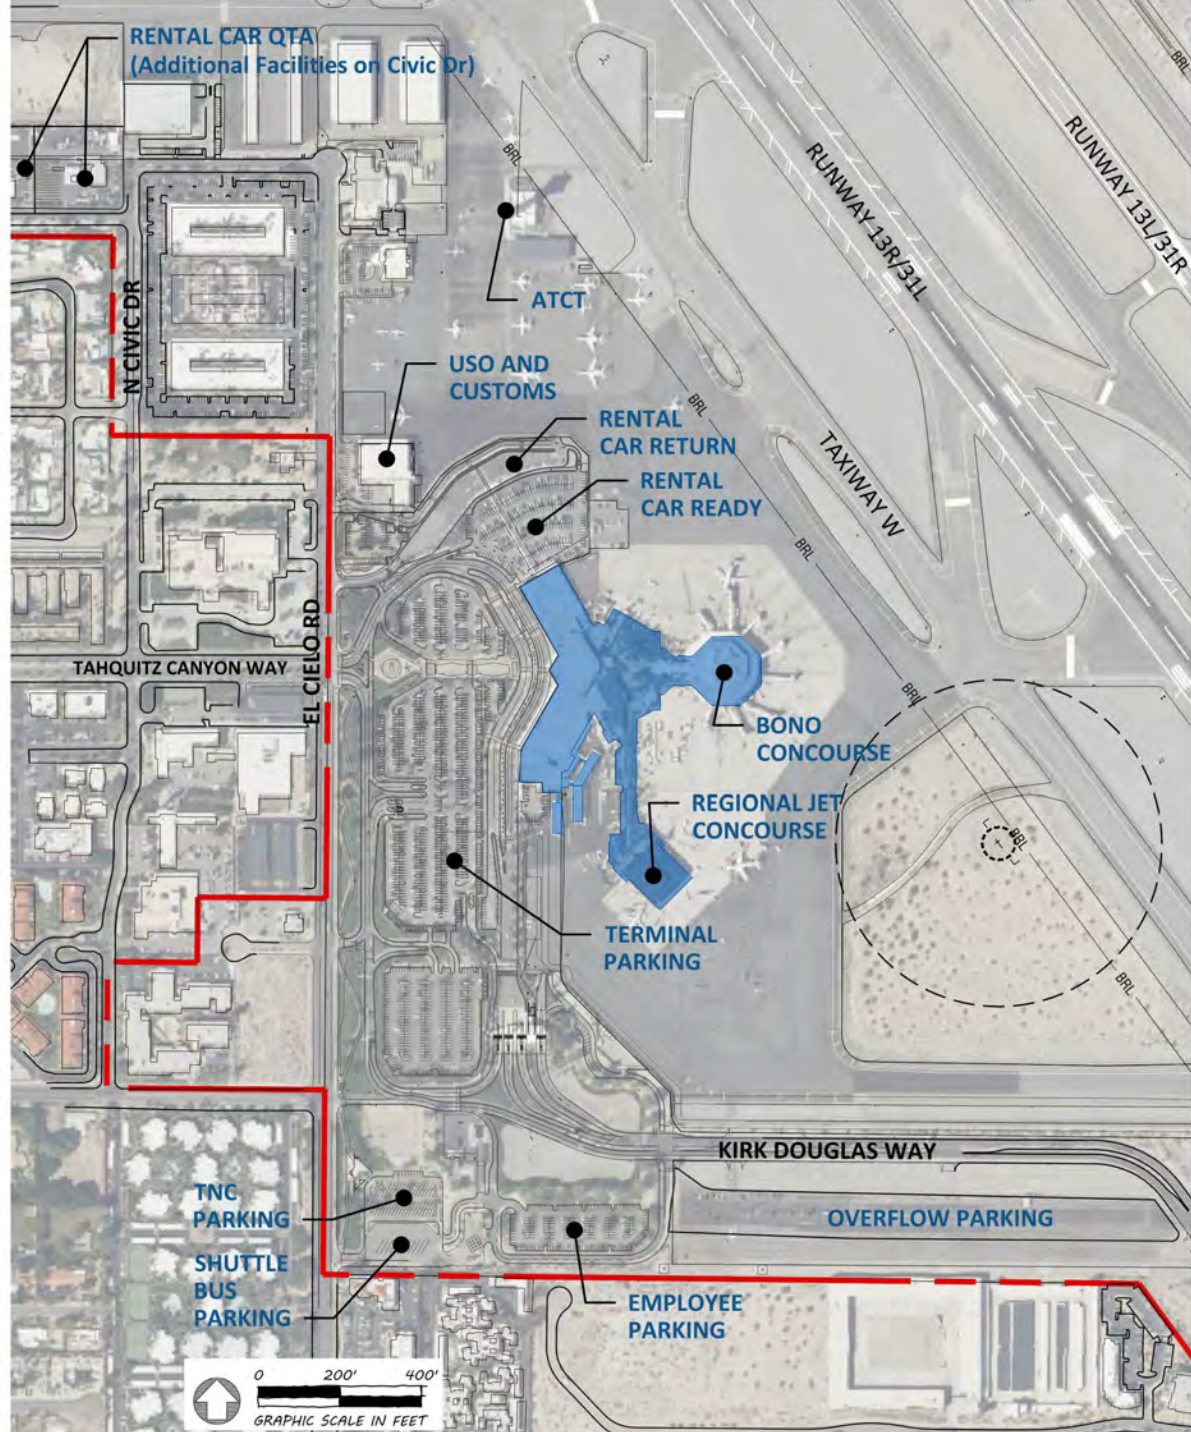 RENTAL CAR QTA
(Additional Facilities on Civic Dr)
BRL
RUNWAY 13L/31R
RUNWAY 13R/31L
BRL
ATCT
N CIVIC DR
USO AND
CUSTOMS
BRL
RENTAL
CAR RETURN
TAXIWAY W
RENTAL
CAR READY
BRL
EL CIELO RD
TAHQUITZ CANYON WAY
BRL
BONO
CONCOURSE
REGIONAL JET
CONCOURSE
BRL
TERMINAL
PARKING
BRL
KIRK DOUGLAS WAY
TNC
PARKING
OVERFLOW PARKING
SHUTTLE
BUS
PARKING
EMPLOYEE
PARKING
0 200' 400'
GRAPHIC SCALE IN FEET